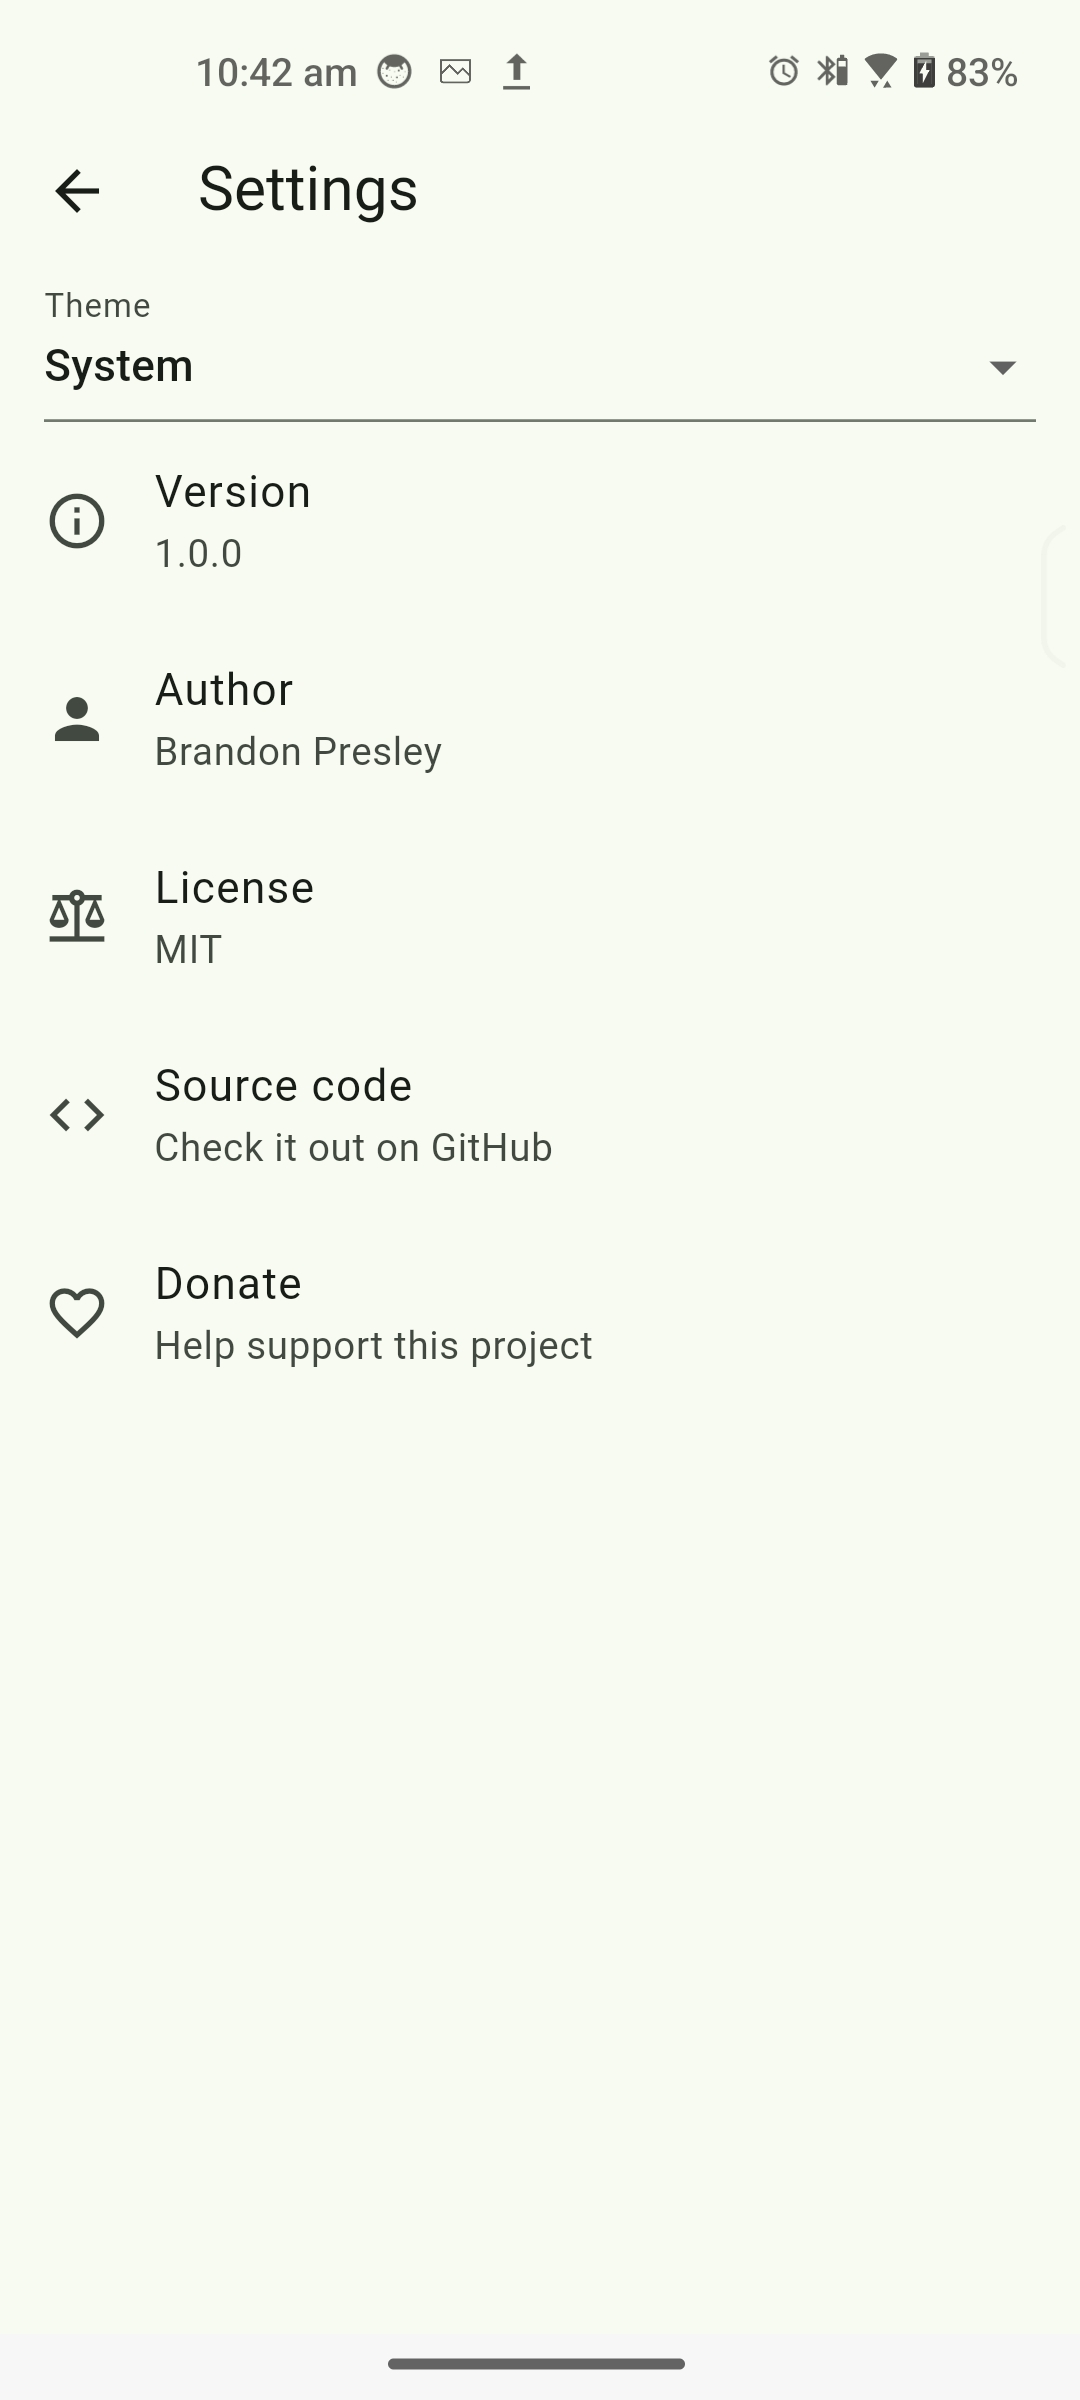 10:42 am 83%
Settings
Theme
System
Version
1.0.0
Author
Brandon Presley
License
MIT
Source code
Check it out on GitHub
Donate
Help support this project